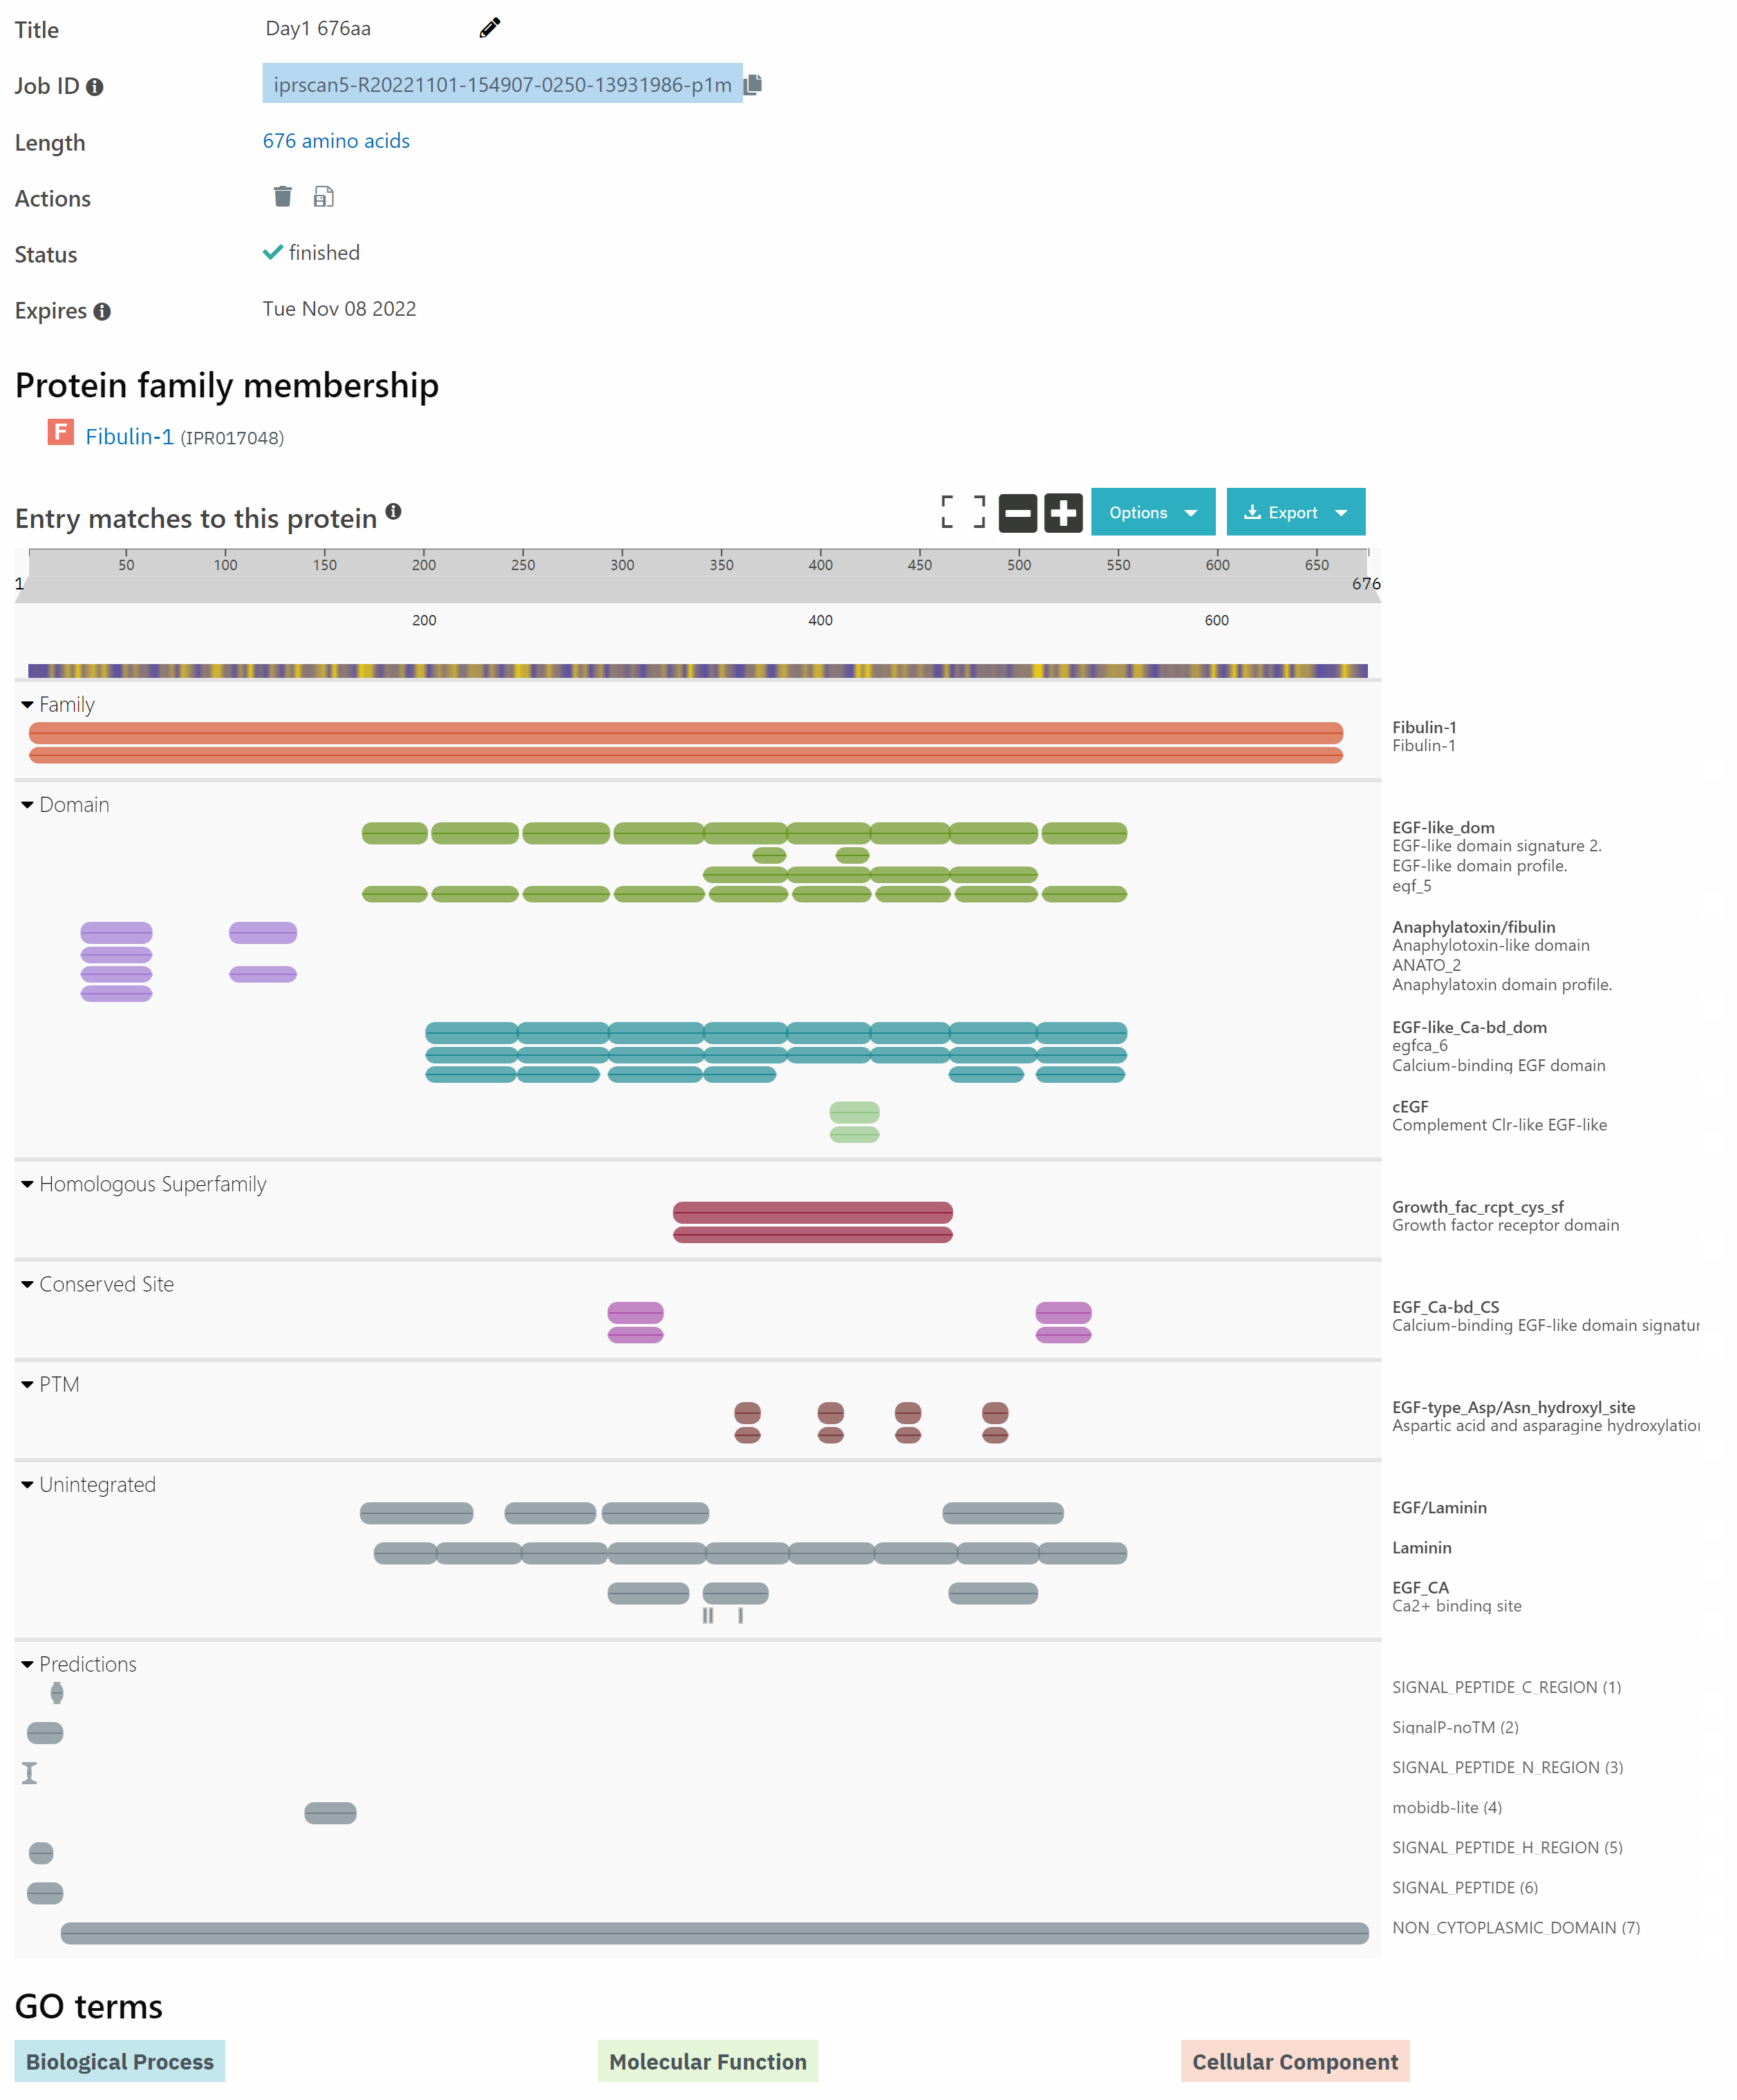 Title Day1 676aa
Job ID iprscan5-R20221101-154907-0250-13931986-p1m
Length 676 amino acids
Actions
Status finished
Expires Tue Nov 08 2022
Protein family membership
F Fibulin-1 (IPR017048)
Entry matches to this protein Options Export
50 100 150 200 250 300 350 400 450 500 550 600 650
1 676
200 400 600
Family
Fibulin-1
Fibulin-1
Domain
EGF-like_dom
EGF-like domain signature 2.
EGF-like domain profile.
egf_5
Anaphylatoxin/fibulin
Anaphylotoxin-like domain
ANATO_2
Anaphylatoxin domain profile.
EGF-like_Ca-bd_dom
egfca_6
Calcium-binding EGF domain
cEGF
Complement Clr-like EGF-like
Homologous Superfamily
Growth_fac_rcpt_cys_sf
Growth factor receptor domain
Conserved Site
EGF_Ca-bd_CS
Calcium-binding EGF-like domain signatur
PTM
EGF-type_Asp/Asn_hydroxyl_site
Aspartic acid and asparagine hydroxylation
Unintegrated
EGF/Laminin
Laminin
EGF_CA
Ca2+ binding site
Predictions
SIGNAL_PEPTIDE_C_REGION (1)
SignalP-noTM (2)
SIGNAL_PEPTIDE_N_REGION (3)
mobidb-lite (4)
SIGNAL_PEPTIDE_H_REGION (5)
SIGNAL_PEPTIDE (6)
NON_CYTOPLASMIC_DOMAIN (7)
GO terms
Biological Process Molecular Function Cellular Component